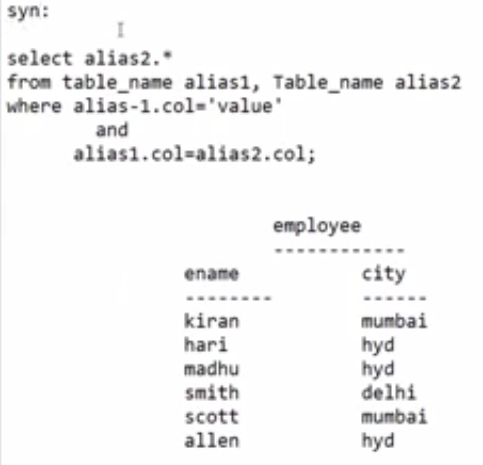 syn:
select alias2.*
from table_name alias1, Table_name alias2
where alias-1.col='value'
and
alias1.col=alias2.col;
employee
------------
ename city
-------- ------
kiran mumbai
hari hyd
madhu hyd
smith delhi
scott mumbai
allen hyd